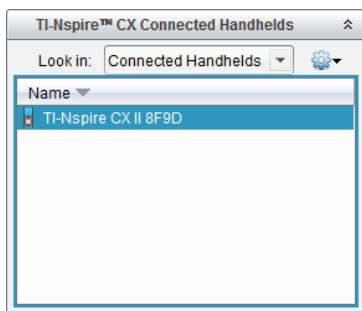 TI-Nspire™ CX Connected Handhelds
Look in: Connected Handhelds
Name
TI-Nspire CX II 8F9D